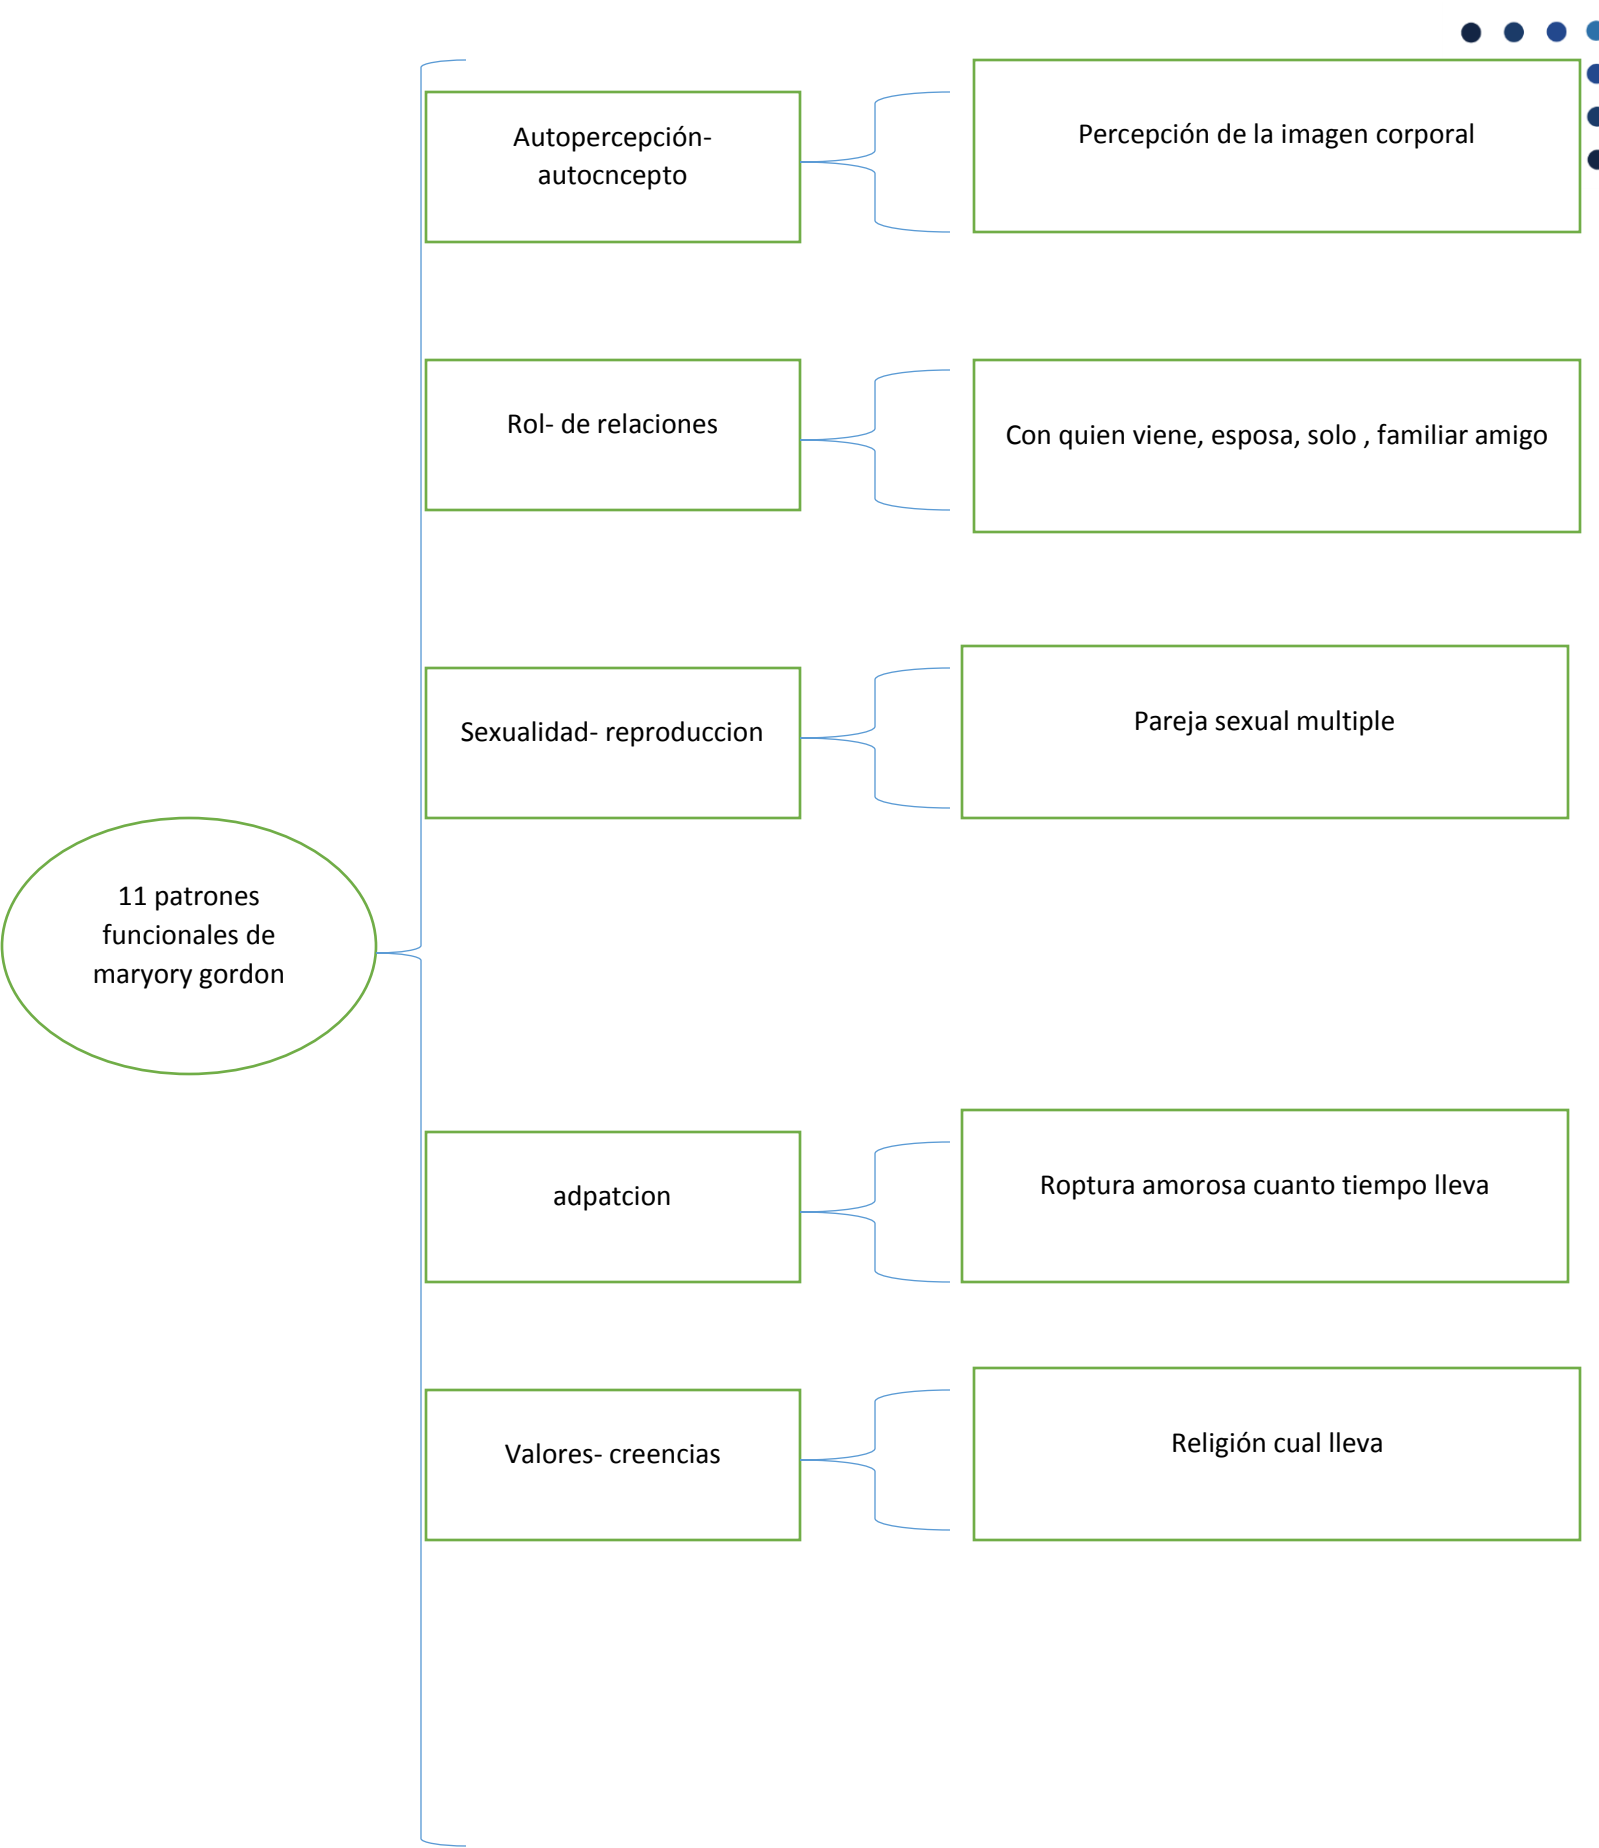 Autopercepción-
autocncepto
Percepción de la imagen corporal
Rol- de relaciones
Con quien viene, esposa, solo , familiar amigo
Sexualidad- reproduccion
Pareja sexual multiple
11 patrones
funcionales de
maryory gordon
adpatcion
Roptura amorosa cuanto tiempo lleva
Valores- creencias
Religión cual lleva